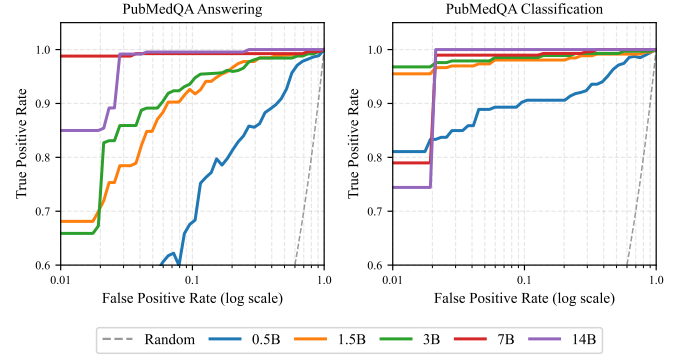 PubMedQA Answering
True Positive Rate
1.0
0.9
0.8
0.7
0.6
0.01
0.1
1.0
False Positive Rate (log scale)
PubMedQA Classification
True Positive Rate
1.0
0.9
0.8
0.7
0.6
0.01
0.1
1.0
False Positive Rate (log scale)
Random 0.5B 1.5B 3B 7B 14B